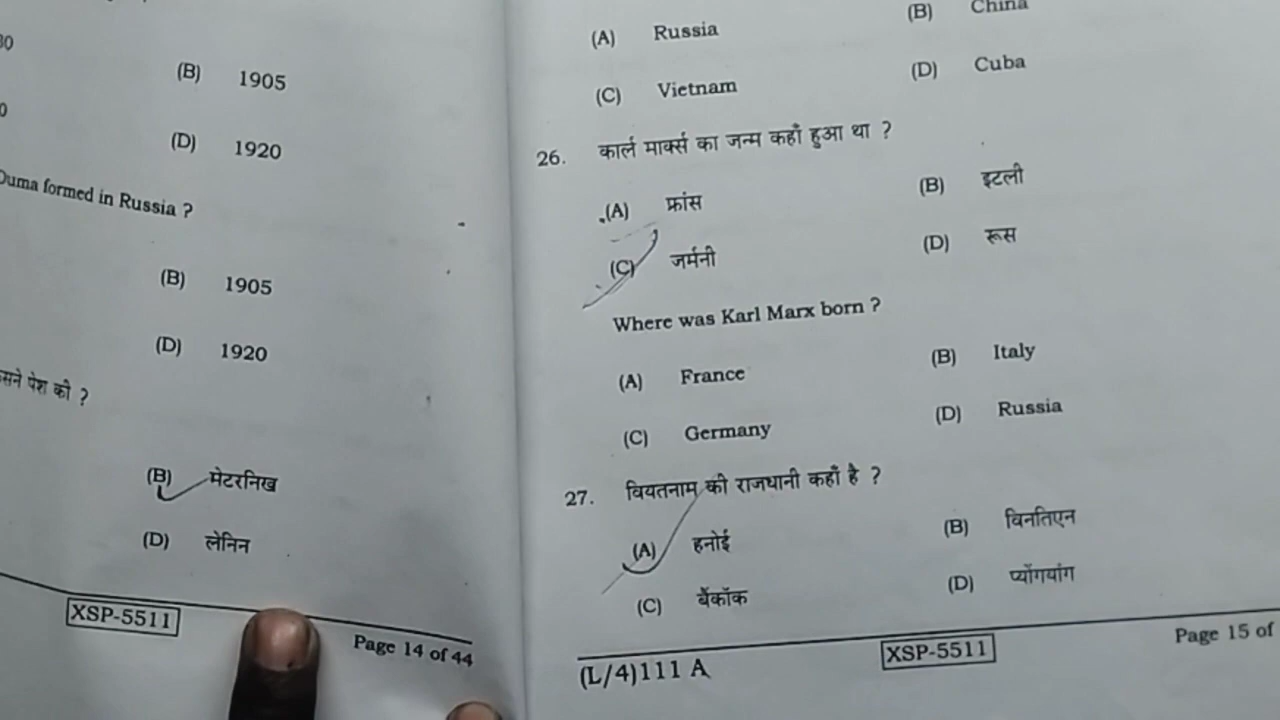 (B) 1905
(D) 1920
Duma formed in Russia ?
(B) 1905
(D) 1920
पेश की ?
(B) मेटरनिख
(D) लेनिन
XSP-5511
Page 14 of 44
(A) Russia (B) China
(C) Vietnam (D) Cuba
26. कार्ल मार्क्स का जन्म कहाँ हुआ था ?
(A) फ्रांस (B) इटली
(C) जर्मनी (D) रूस
Where was Karl Marx born ?
(A) France (B) Italy
(C) Germany (D) Russia
27. वियतनाम की राजधानी कहाँ है ?
(A) हनोई (B) विनतिएन
(C) बैंकॉक (D) प्योंगयांग
(L/4)111 A XSP-5511 Page 15 of